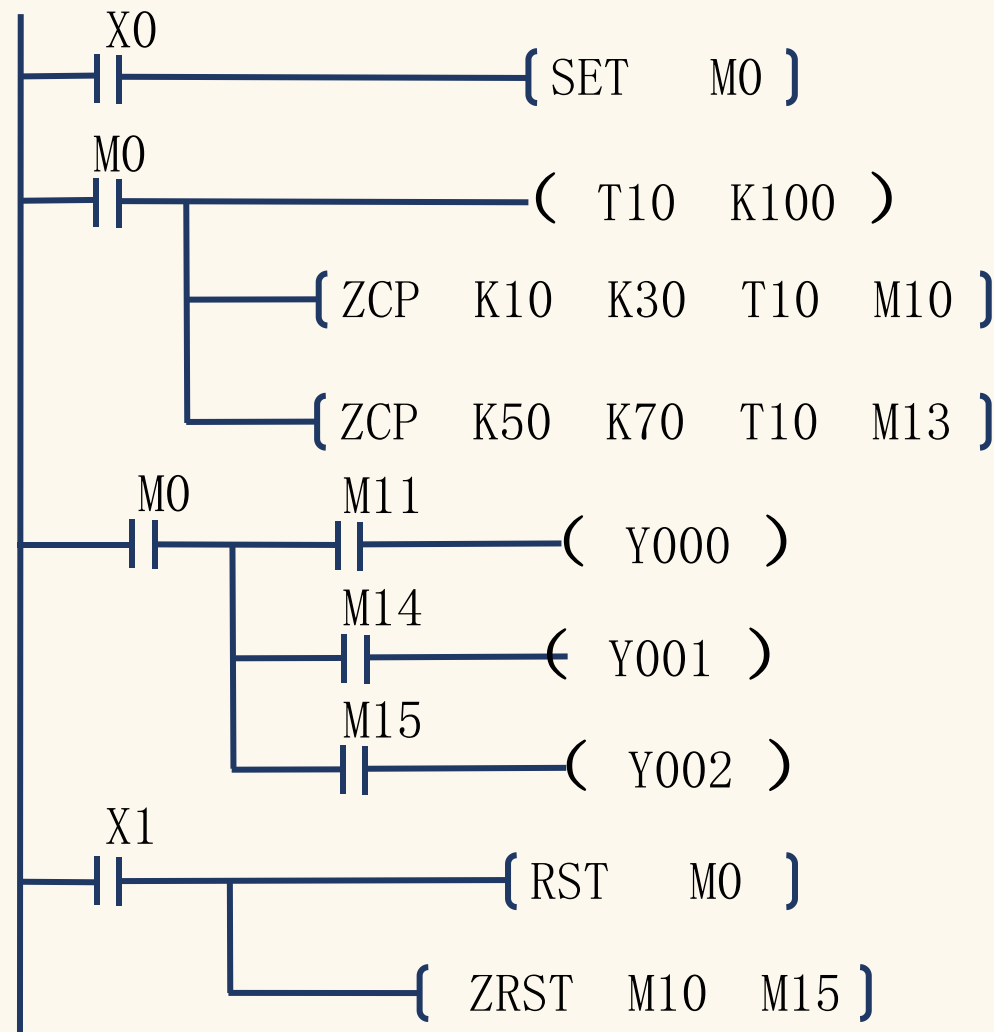 X0
SET M0
M0
T10 K100
ZCP K10 K30 T10 M10
ZCP K50 K70 T10 M13
M0 M11
Y000
M14
Y001
M15
Y002
X1
RST M0
ZRST M10 M15